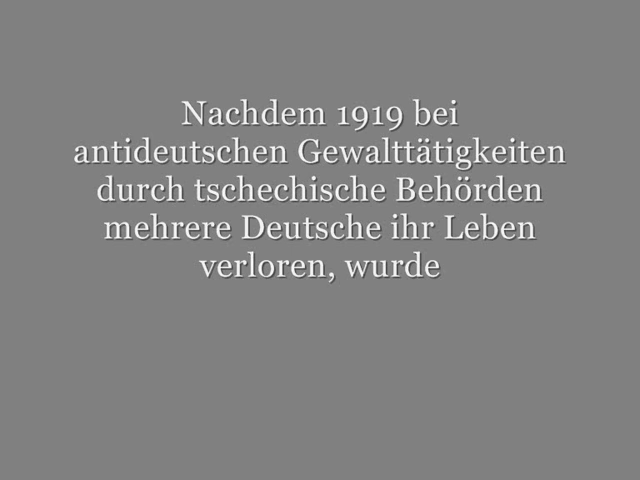 Nachdem 1919 bei
antideutschen Gewalttätigkeiten
durch tschechische Behörden
mehrere Deutsche ihr Leben
verloren, wurde